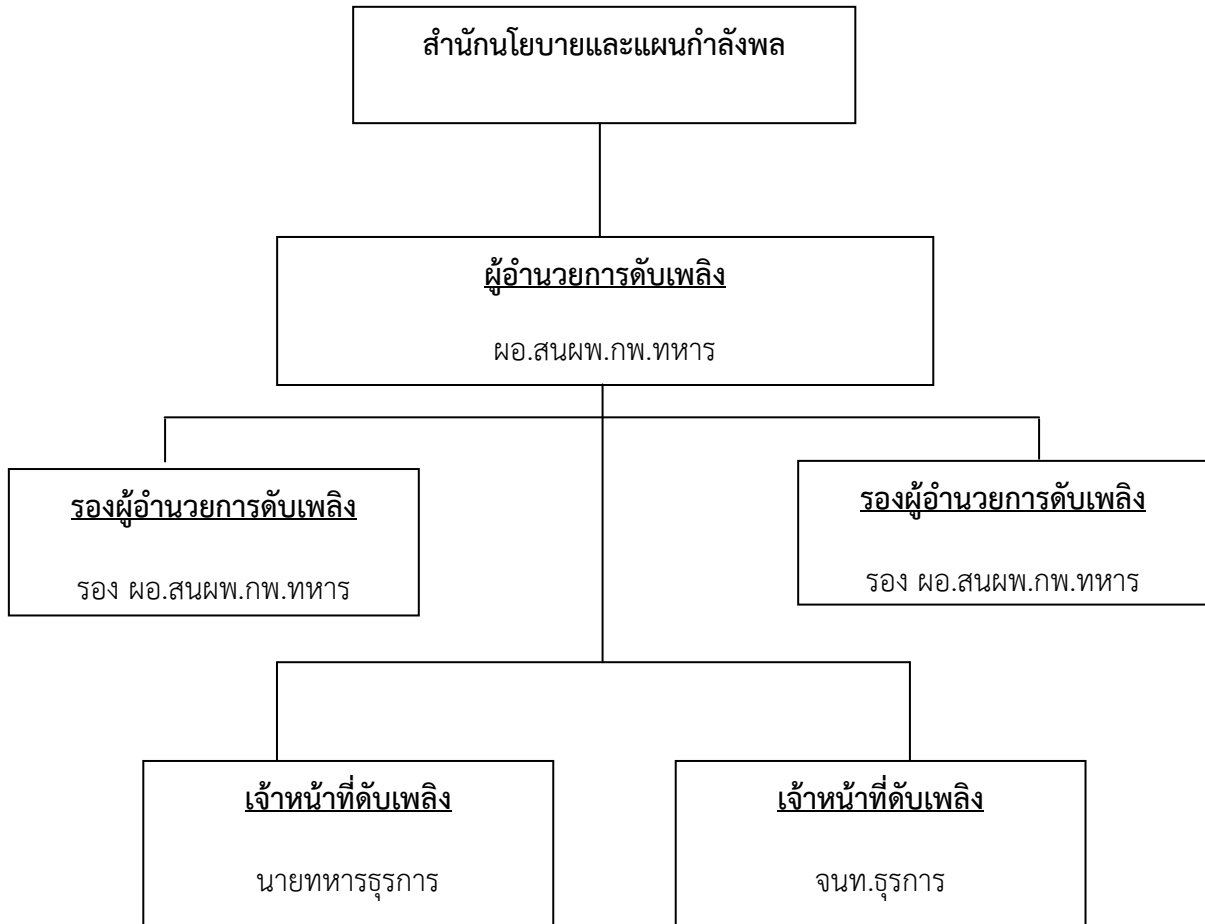 สำนักนโยบายและแผนกำลังพล
ผู้อำนวยการดับเพลิง
ผอ.สนผพ.กพ.ทหาร
รองผู้อำนวยการดับเพลิง
รอง ผอ.สนผพ.กพ.ทหาร
รองผู้อำนวยการดับเพลิง
รอง ผอ.สนผพ.กพ.ทหาร
เจ้าหน้าที่ดับเพลิง
นายทหารธุรการ
เจ้าหน้าที่ดับเพลิง
จนท.ธุรการ